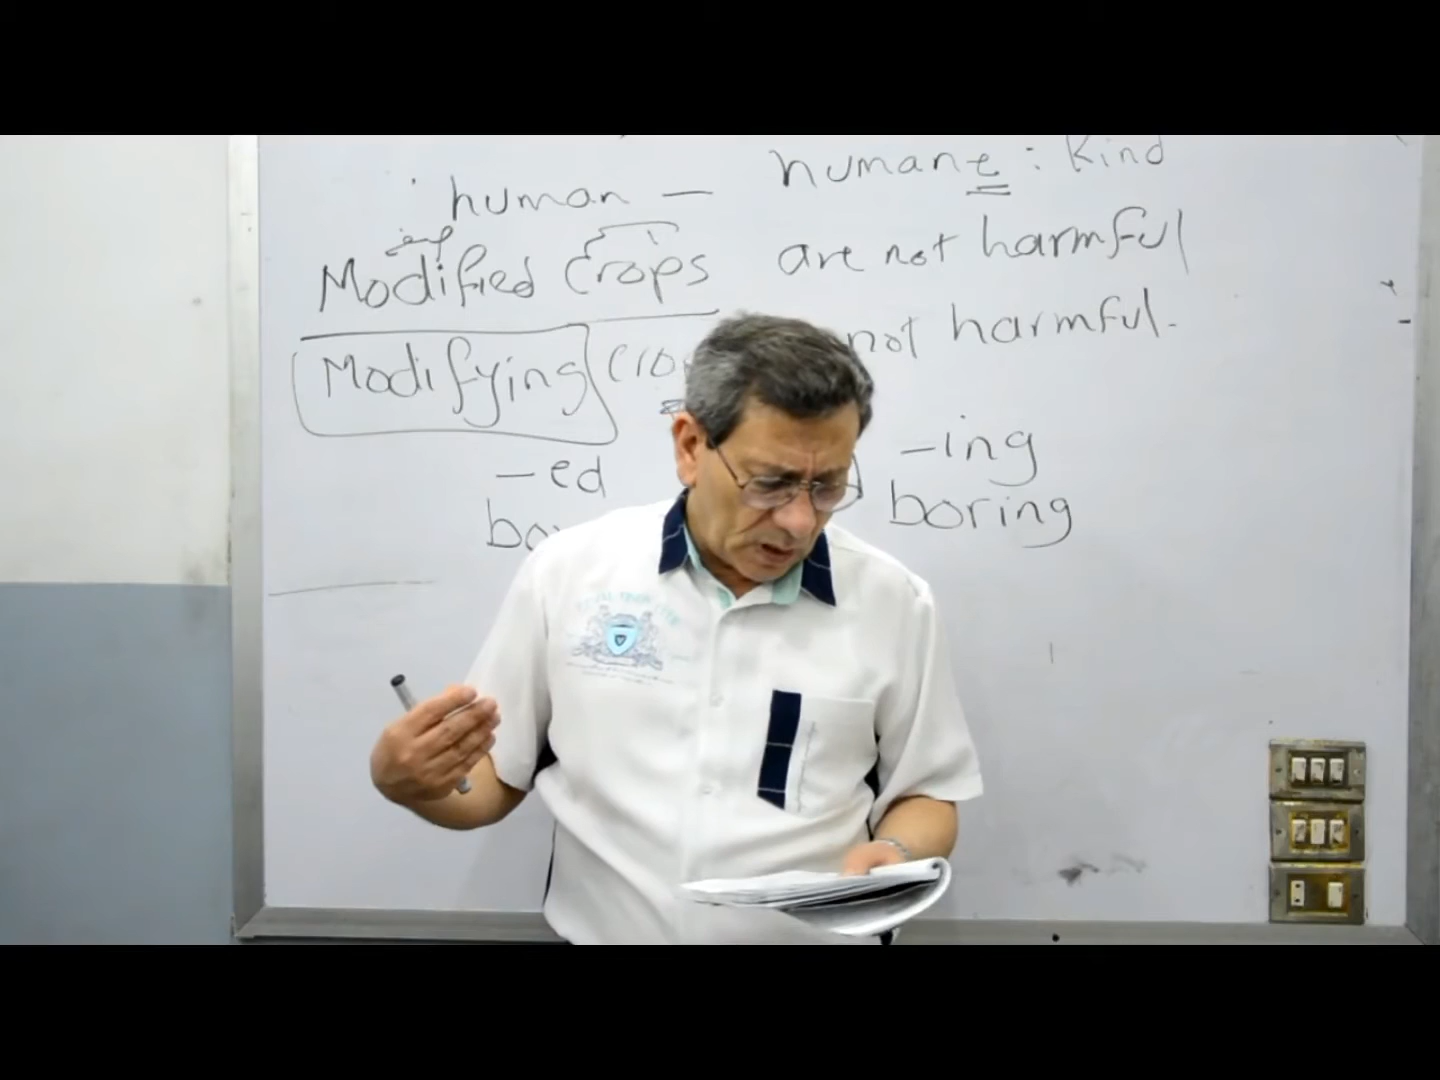 human — humane : Kind
Modified Crops are not harmful
Modifying not harmful.
-ed -ing
boring